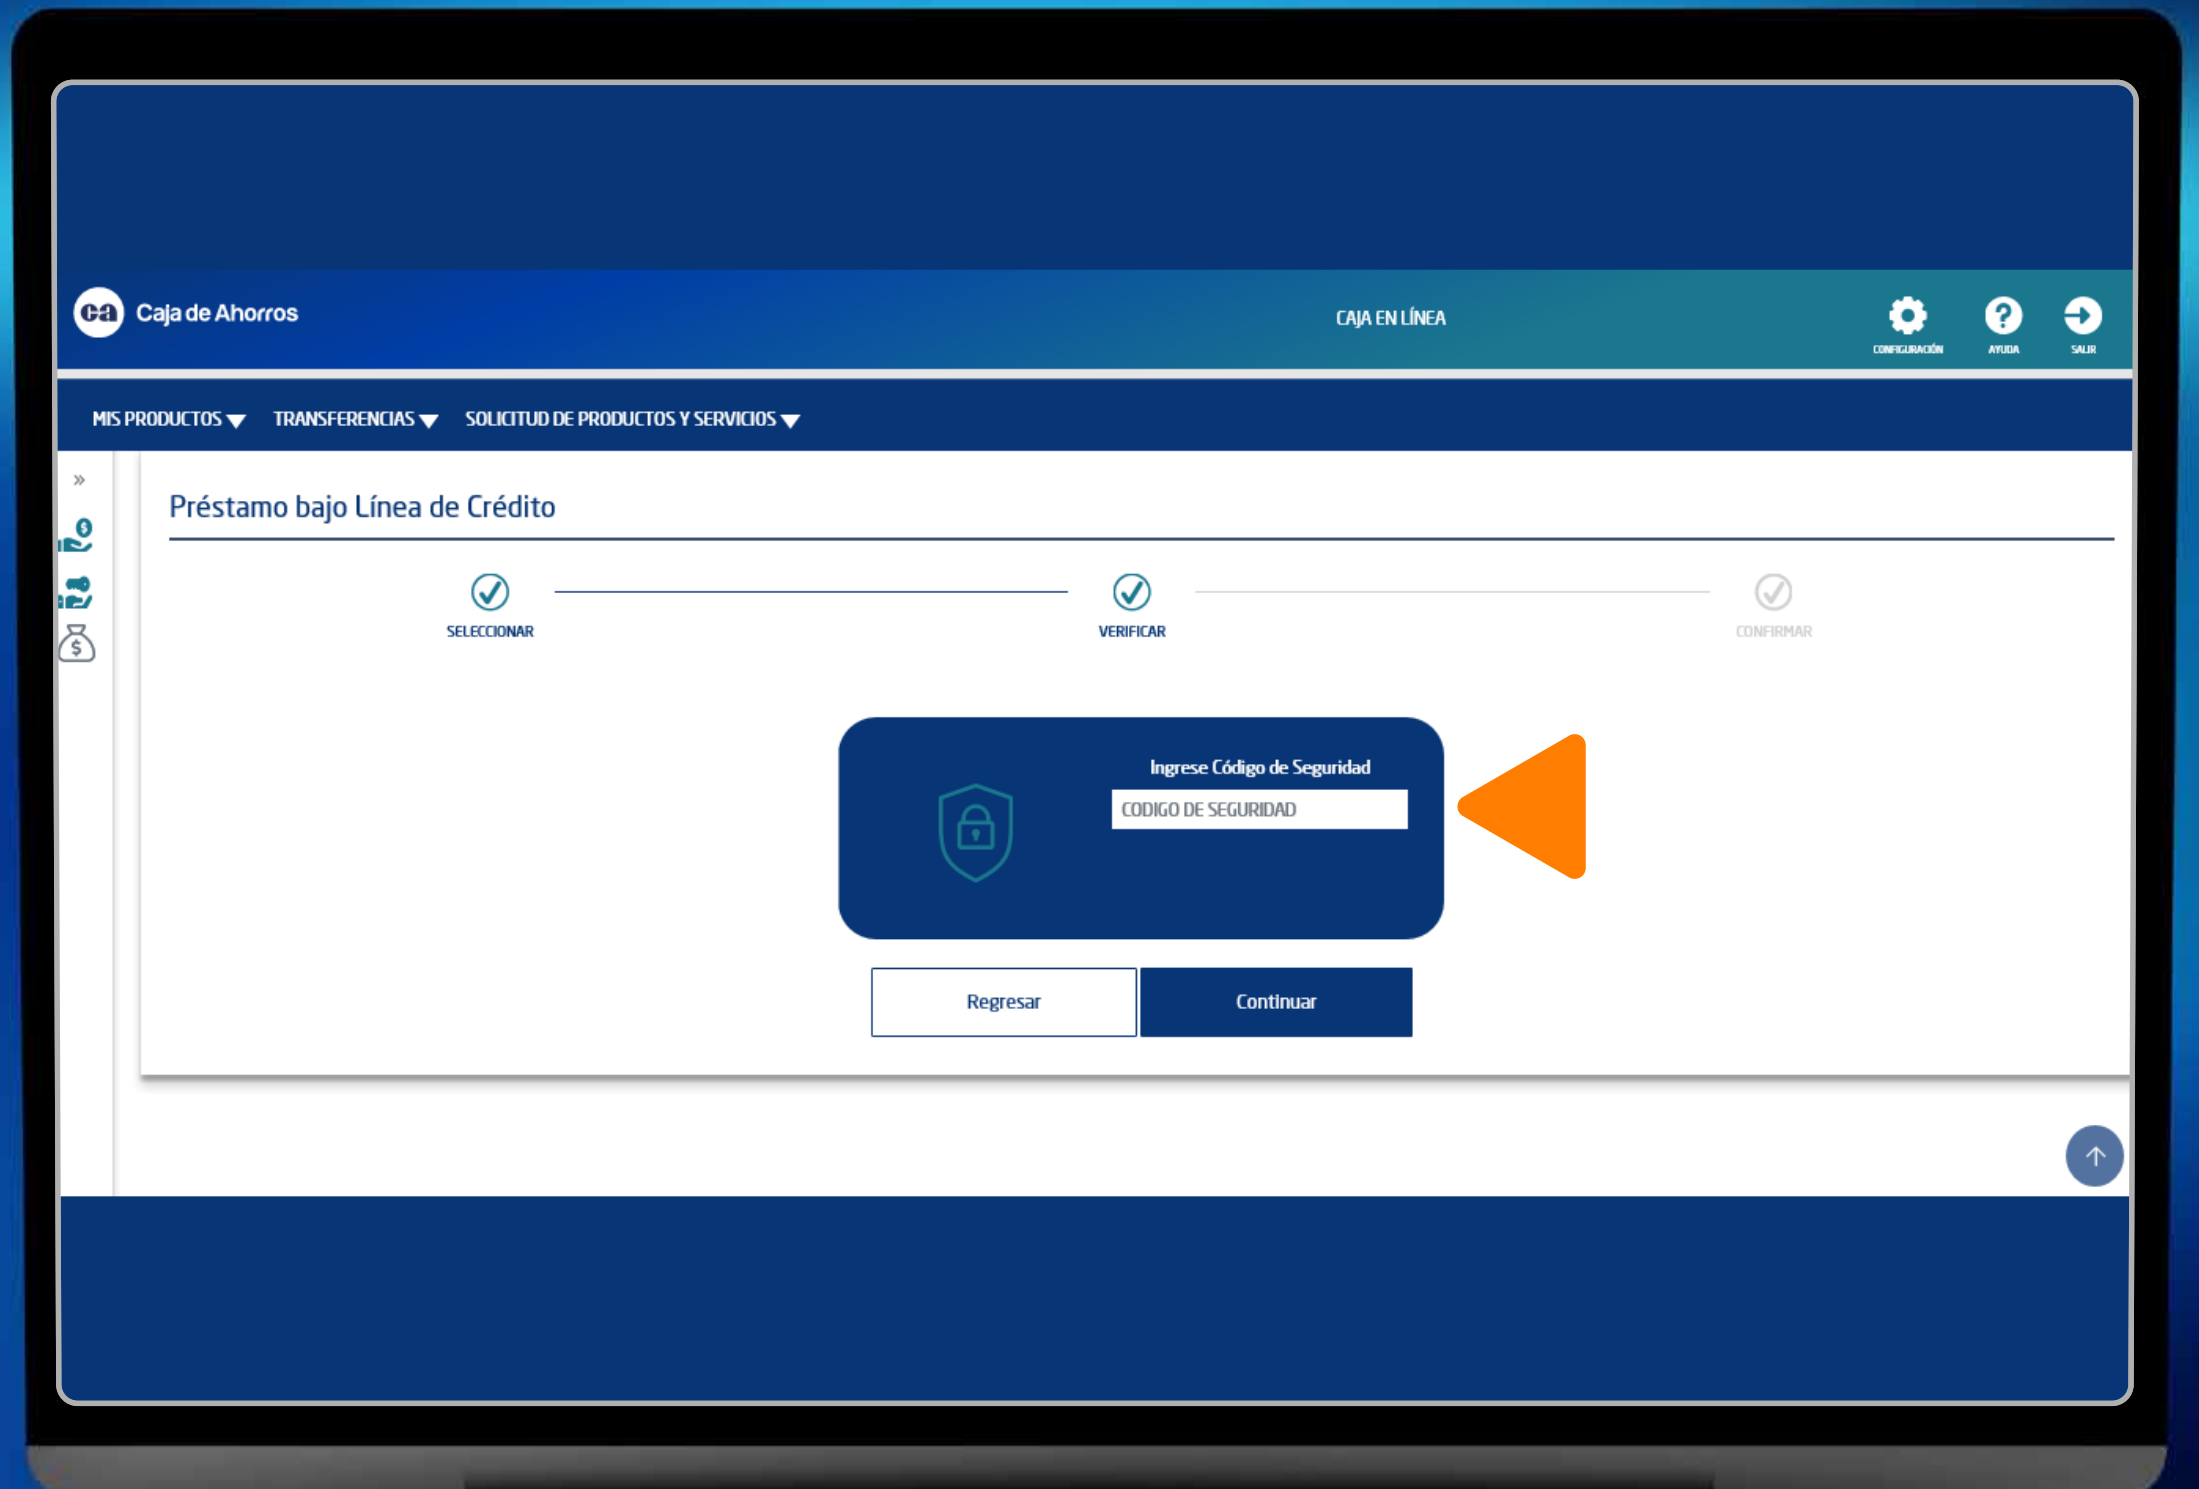 ca Caja de Ahorros
CAJA EN LÍNEA
CONFIGURACIÓN
AYUDA
SALIR
MIS PRODUCTOS
TRANSFERENCIAS
SOLICITUD DE PRODUCTOS Y SERVICIOS
Préstamo bajo Línea de Crédito
SELECCIONAR
VERIFICAR
CONFIRMAR
Ingrese Código de Seguridad
CODIGO DE SEGURIDAD
Regresar
Continuar